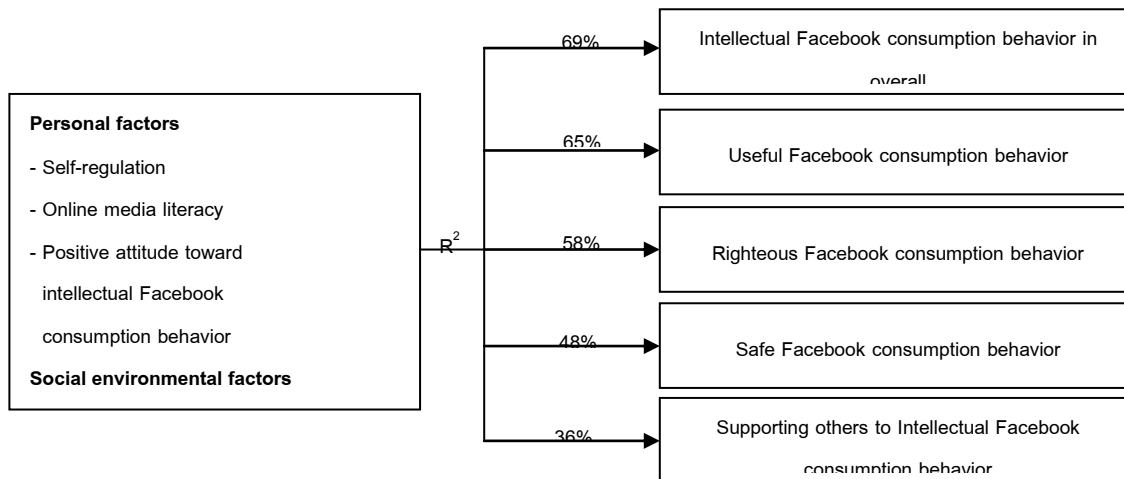 Personal factors
- Self-regulation
- Online media literacy
- Positive attitude toward
intellectual Facebook
consumption behavior
Social environmental factors
R²
69%
Intellectual Facebook consumption behavior in
overall
65%
Useful Facebook consumption behavior
58%
Righteous Facebook consumption behavior
48%
Safe Facebook consumption behavior
36%
Supporting others to Intellectual Facebook
consumption behavior